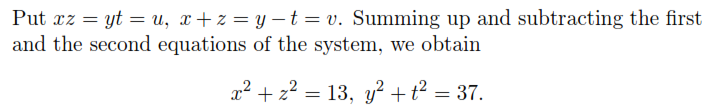 Put xz = yt = u, x + z = y − t = v. Summing up and subtracting the first
and the second equations of the system, we obtain
x² + z² = 13, y² + t² = 37.